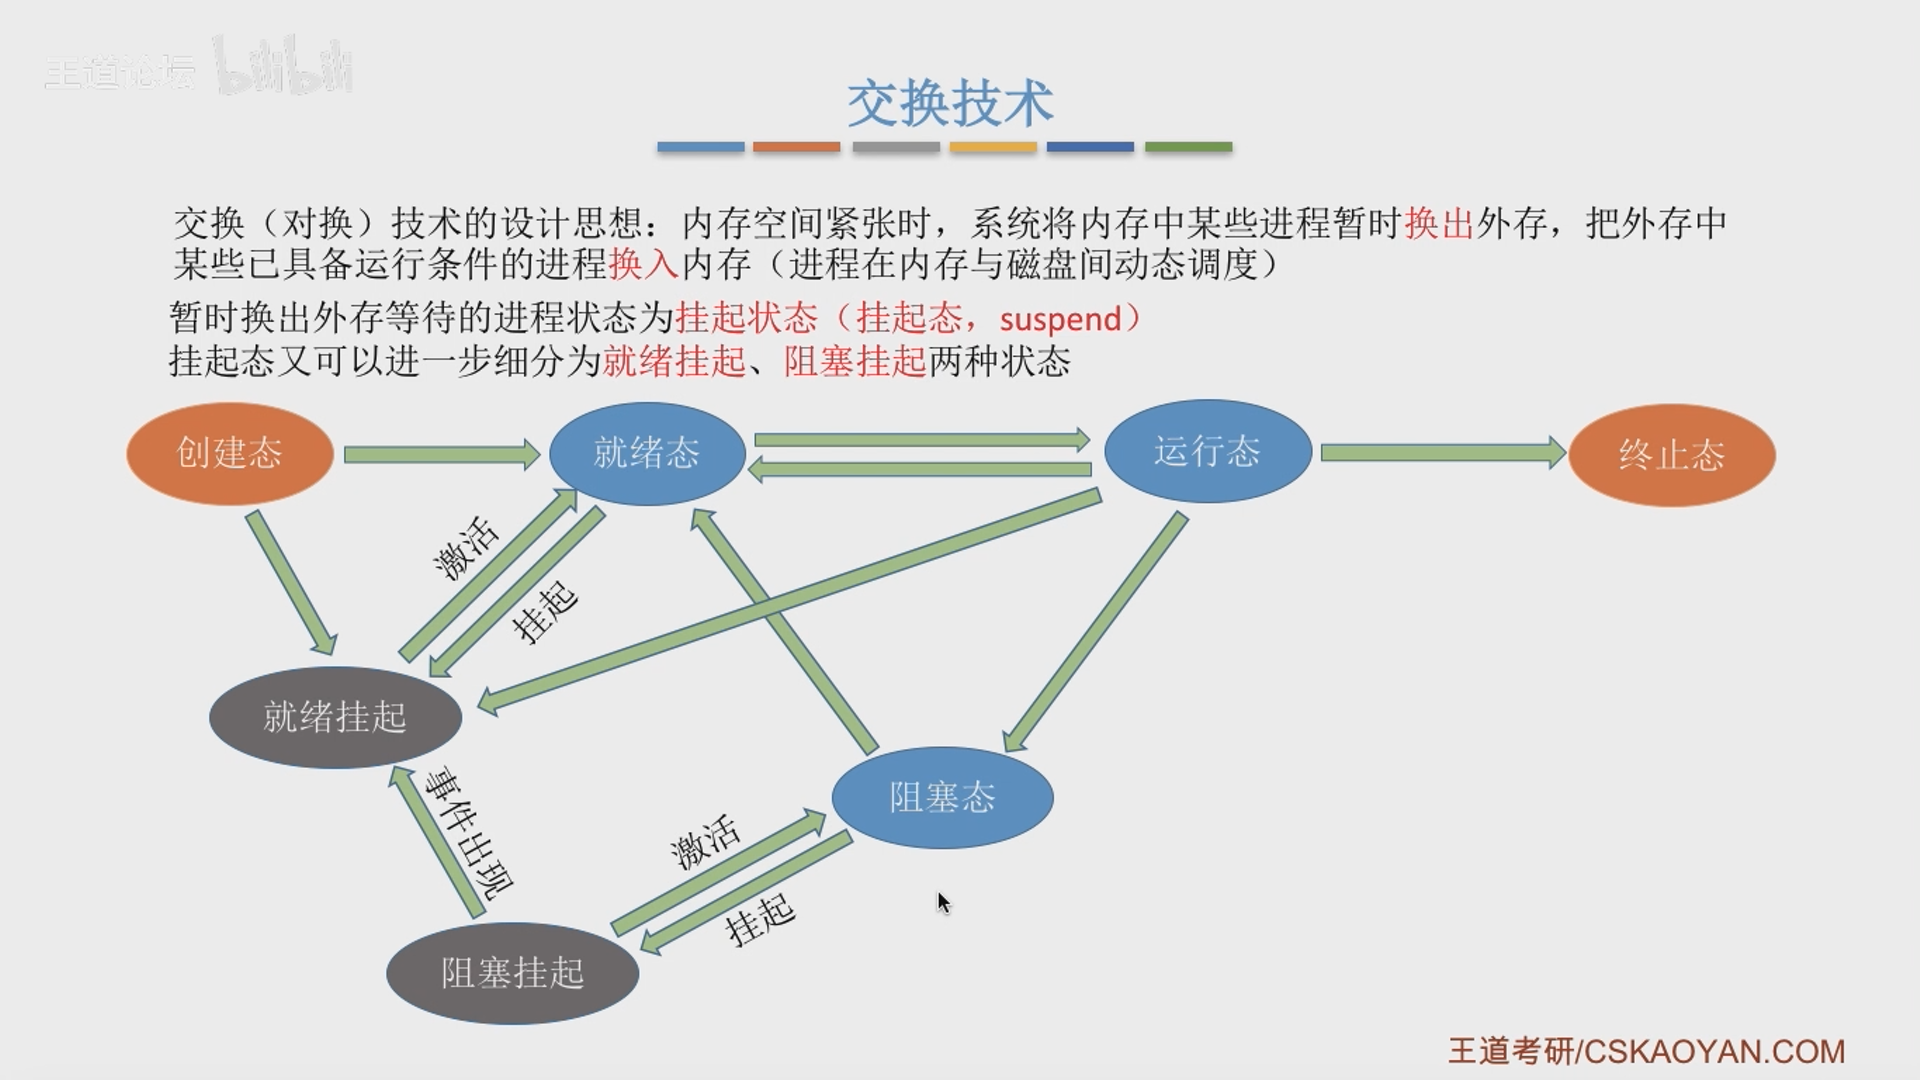 王道论坛 bilibili
交换技术
交换（对换）技术的设计思想：内存空间紧张时，系统将内存中某些进程暂时换出外存，把外存中
某些已具备运行条件的进程换入内存（进程在内存与磁盘间动态调度）
暂时换出外存等待的进程状态为挂起状态（挂起态，suspend）
挂起态又可以进一步细分为就绪挂起、阻塞挂起两种状态
创建态
就绪态
运行态
终止态
激活
挂起
就绪挂起
事件出现
阻塞态
激活
挂起
阻塞挂起
王道考研/CSKAOYAN.COM